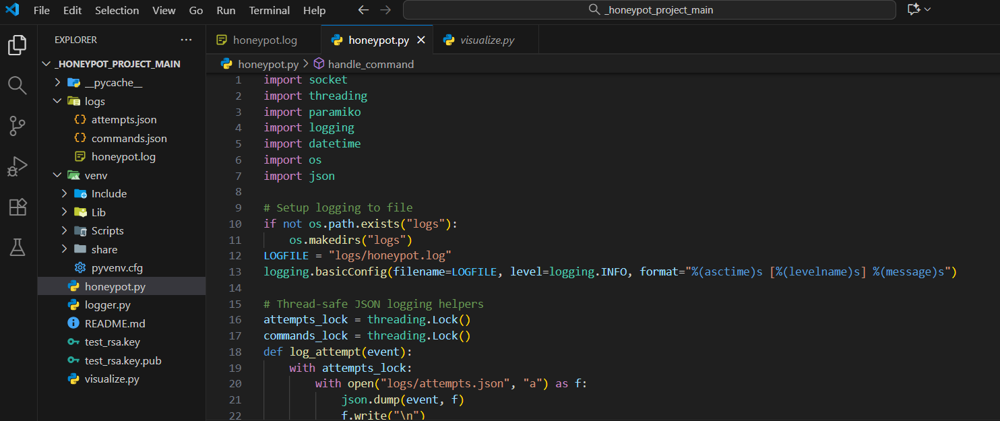 File Edit Selection View Go Run Terminal Help
_honeypot_project_main
EXPLORER
_HONEYPOT_PROJECT_MAIN
__pycache__
logs
attempts.json
commands.json
honeypot.log
venv
Include
Lib
Scripts
share
pyvenv.cfg
honeypot.py
logger.py
README.md
test_rsa.key
test_rsa.key.pub
visualize.py
honeypot.log
honeypot.py
visualize.py
honeypot.py > handle_command
1 import socket
2 import threading
3 import paramiko
4 import logging
5 import datetime
6 import os
7 import json
8
9 # Setup logging to file
10 if not os.path.exists("logs"):
11     os.makedirs("logs")
12 LOGFILE = "logs/honeypot.log"
13 logging.basicConfig(filename=LOGFILE, level=logging.INFO, format="%(asctime)s [%(levelname)s] %(message)s")
14
15 # Thread-safe JSON logging helpers
16 attempts_lock = threading.Lock()
17 commands_lock = threading.Lock()
18 def log_attempt(event):
19     with attempts_lock:
20         with open("logs/attempts.json", "a") as f:
21             json.dump(event, f)
22             f.write("\n")